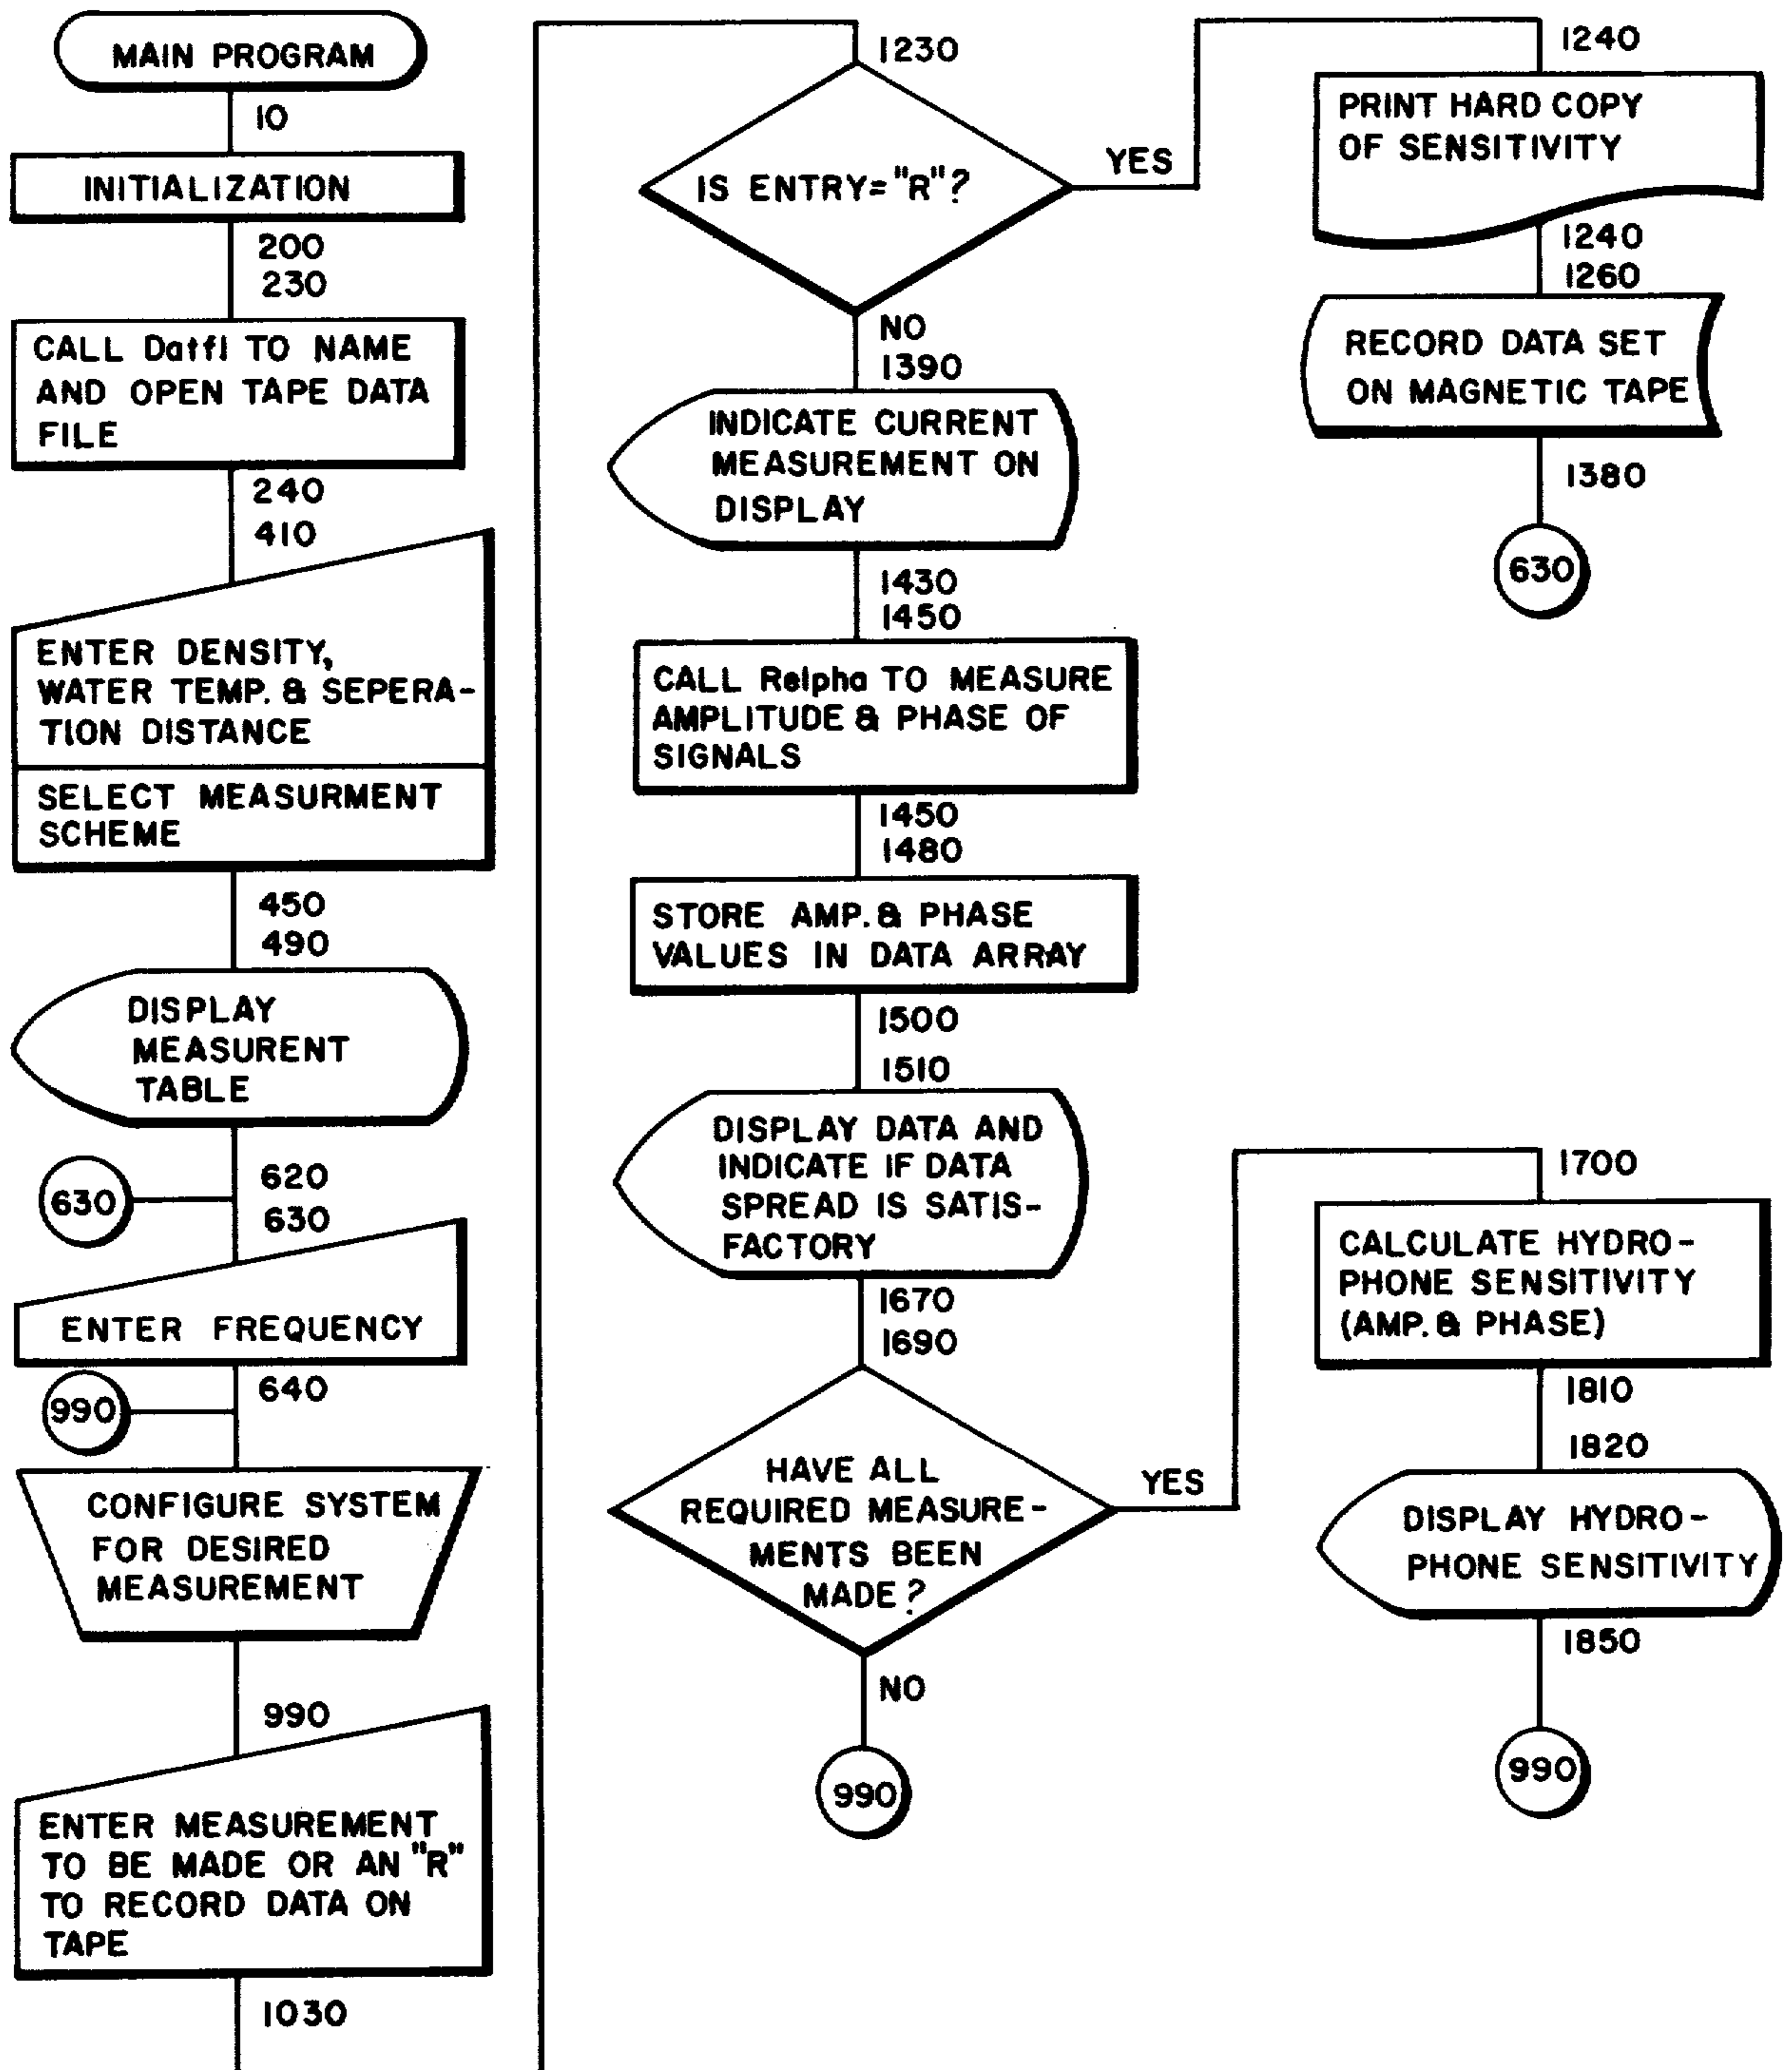 MAIN PROGRAM
10
INITIALIZATION
200
230
CALL Datfl TO NAME
AND OPEN TAPE DATA
FILE
240
410
ENTER DENSITY,
WATER TEMP. & SEPERA-
TION DISTANCE
SELECT MEASURMENT
SCHEME
450
490
DISPLAY
MEASURENT
TABLE
630
620
630
ENTER FREQUENCY
640
990
CONFIGURE SYSTEM
FOR DESIRED
MEASUREMENT
990
ENTER MEASUREMENT
TO BE MADE OR AN "R"
TO RECORD DATA ON
TAPE
1030
1230
IS ENTRY="R"?
YES
NO
1390
INDICATE CURRENT
MEASUREMENT ON
DISPLAY
1430
1450
CALL Relpha TO MEASURE
AMPLITUDE & PHASE OF
SIGNALS
1450
1480
STORE AMP. & PHASE
VALUES IN DATA ARRAY
1500
1510
DISPLAY DATA AND
INDICATE IF DATA
SPREAD IS SATIS-
FACTORY
1670
1690
HAVE ALL
REQUIRED MEASURE-
MENTS BEEN
MADE?
YES
NO
990
1240
PRINT HARD COPY
OF SENSITIVITY
1240
1260
RECORD DATA SET
ON MAGNETIC TAPE
1380
630
1700
CALCULATE HYDRO-
PHONE SENSITIVITY
(AMP. & PHASE)
1810
1820
DISPLAY HYDRO-
PHONE SENSITIVITY
1850
990